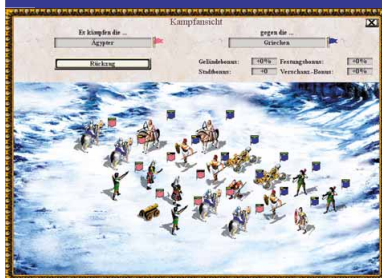 Kampfansicht
Es kämpfen die ...
gegen die ...
Ägypter
Griechen
Rückzug
Geländebonus: +0% Festungsbonus: +0%
Stadtbonus: +0 Verschanz.-Bonus: +0%